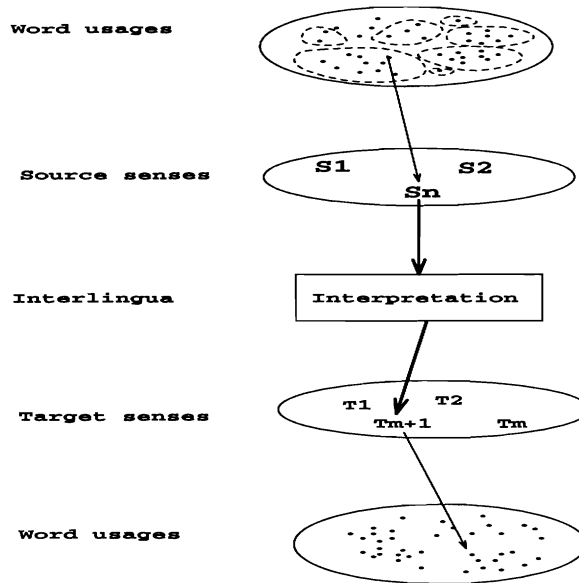 Word usages
Source senses
S1 S2
Sn
Interlingua
Interpretation
Target senses
T1 T2
Tm+1 Tm
Word usages